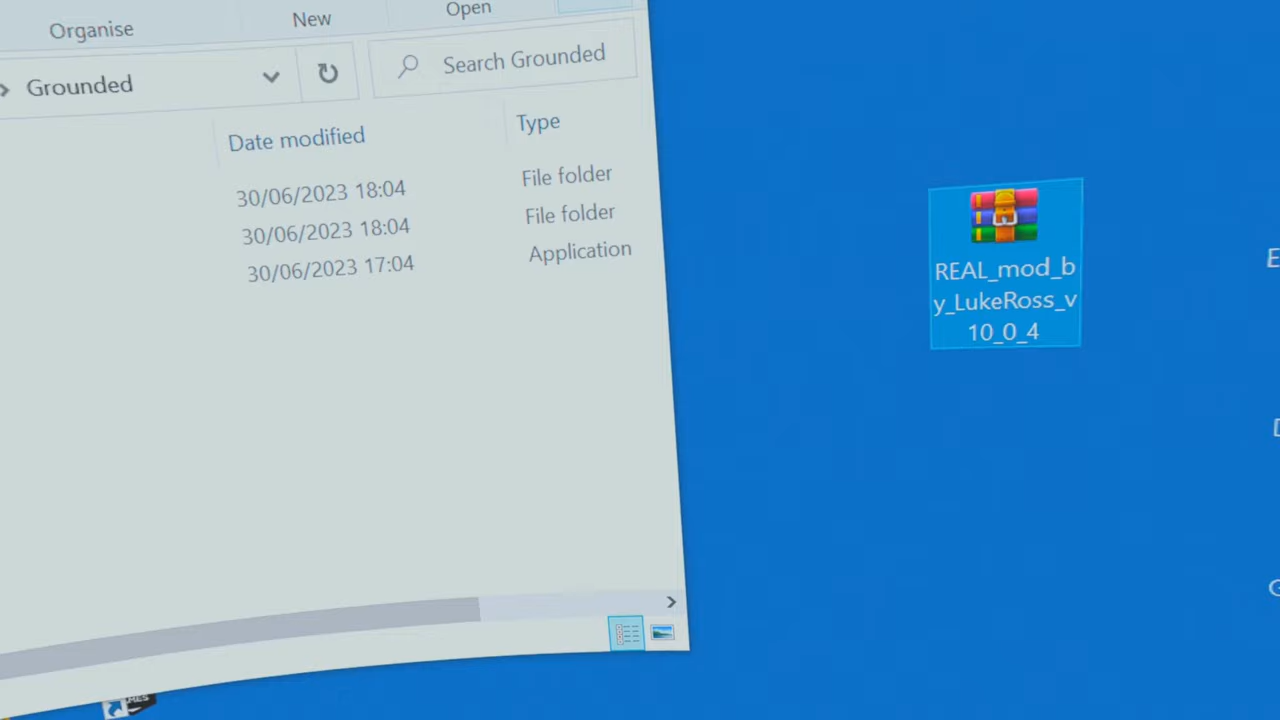 Organise
New
Open
Grounded
Search Grounded
Date modified
Type
30/06/2023 18:04
File folder
30/06/2023 18:04
File folder
30/06/2023 17:04
Application
REAL_mod_b
y_LukeRoss_v
10_0_4